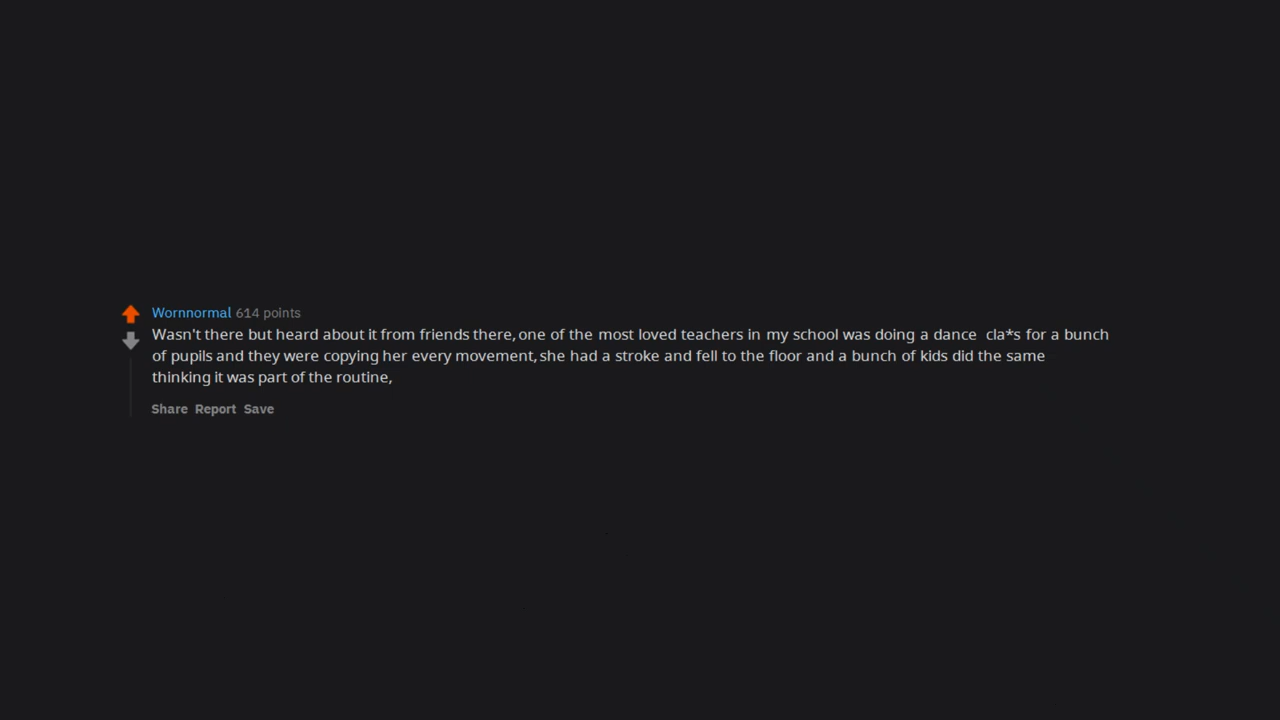 Wornnormal 614 points
Wasn't there but heard about it from friends there, one of the most loved teachers in my school was doing a dance cla*s for a bunch
of pupils and they were copying her every movement, she had a stroke and fell to the floor and a bunch of kids did the same
thinking it was part of the routine,
Share Report Save